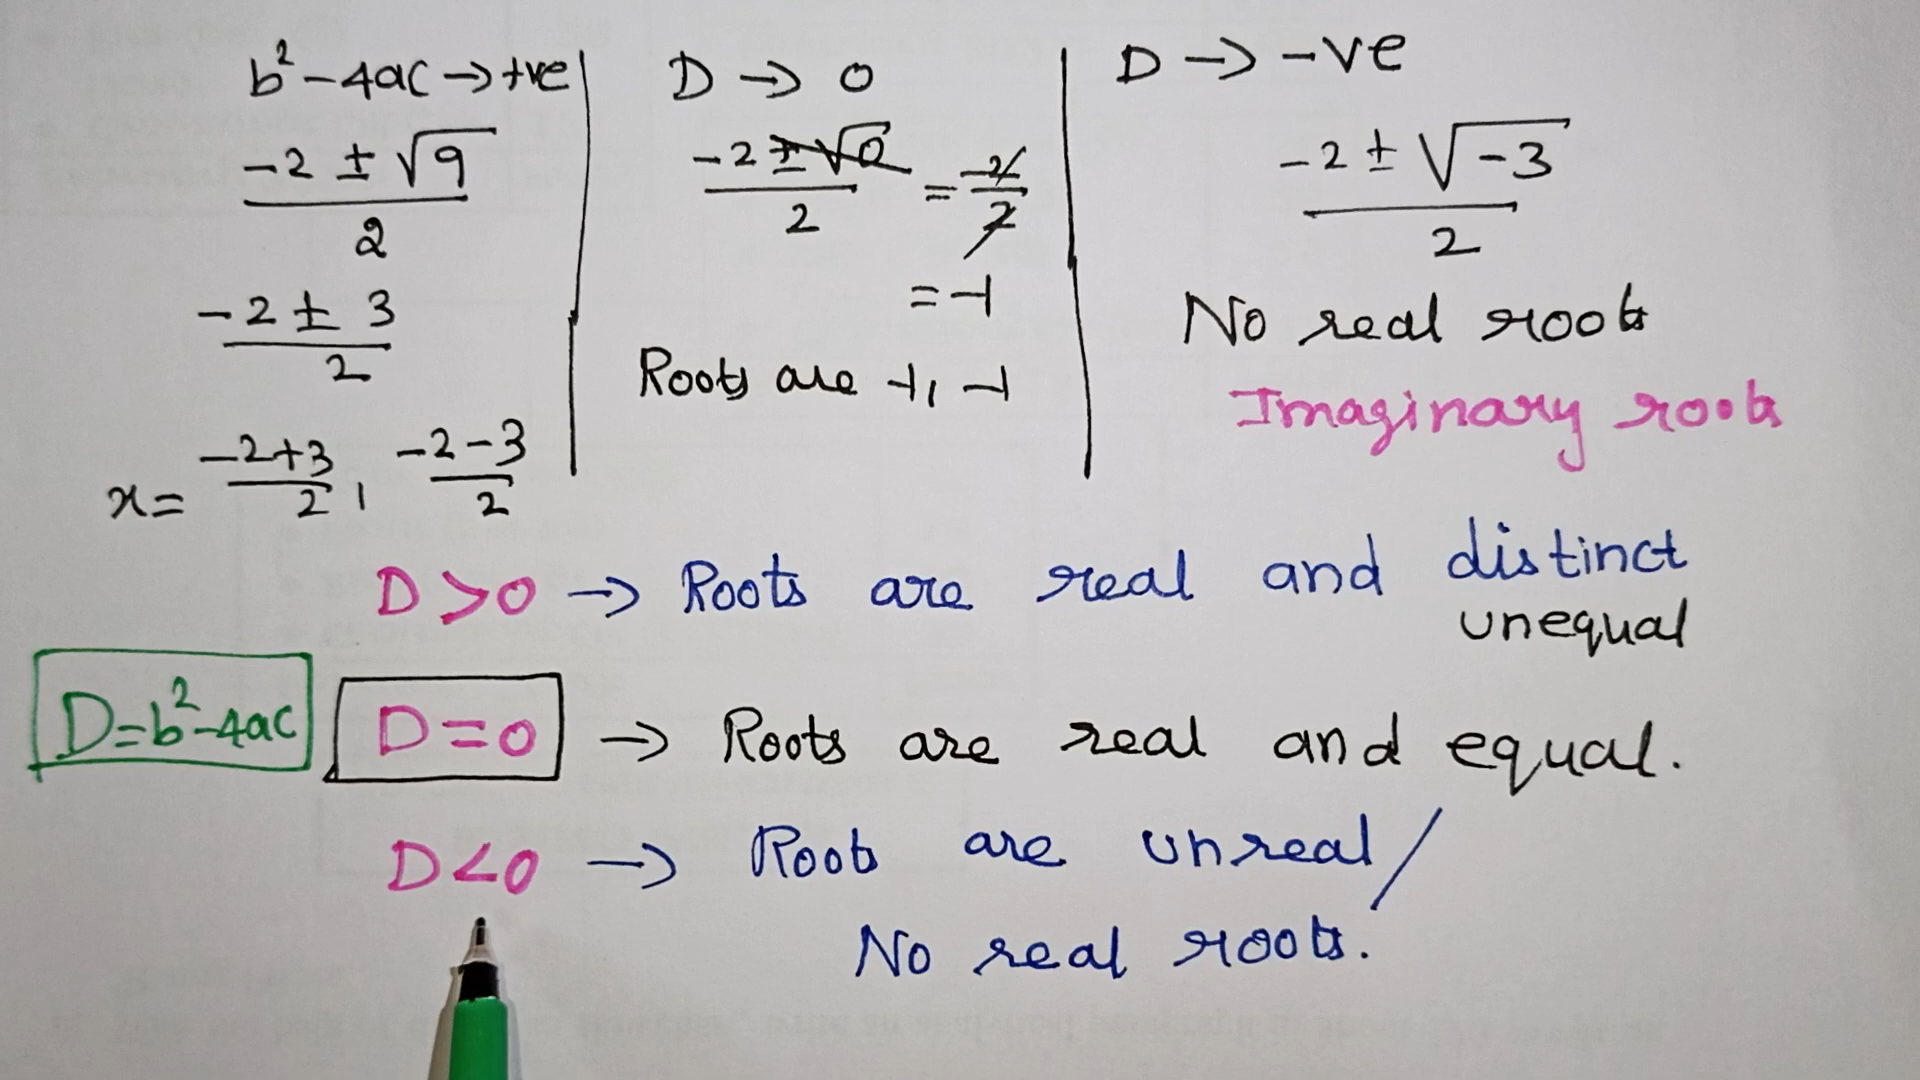 b² - 4ac → +ve
-2 ± √9
2
-2 ± 3
2
x = -2+3 , -2-3
2 2
D → 0
-2 ± √0 = -2
2 2
= -1
Roots are -1, -1
D → -ve
-2 ± √-3
2
No real roots
Imaginary roots
D > 0 → Roots are real and distinct
unequal
D = b² - 4ac
D = 0 → Roots are real and equal.
D < 0 → Roots are unreal /
No real roots.